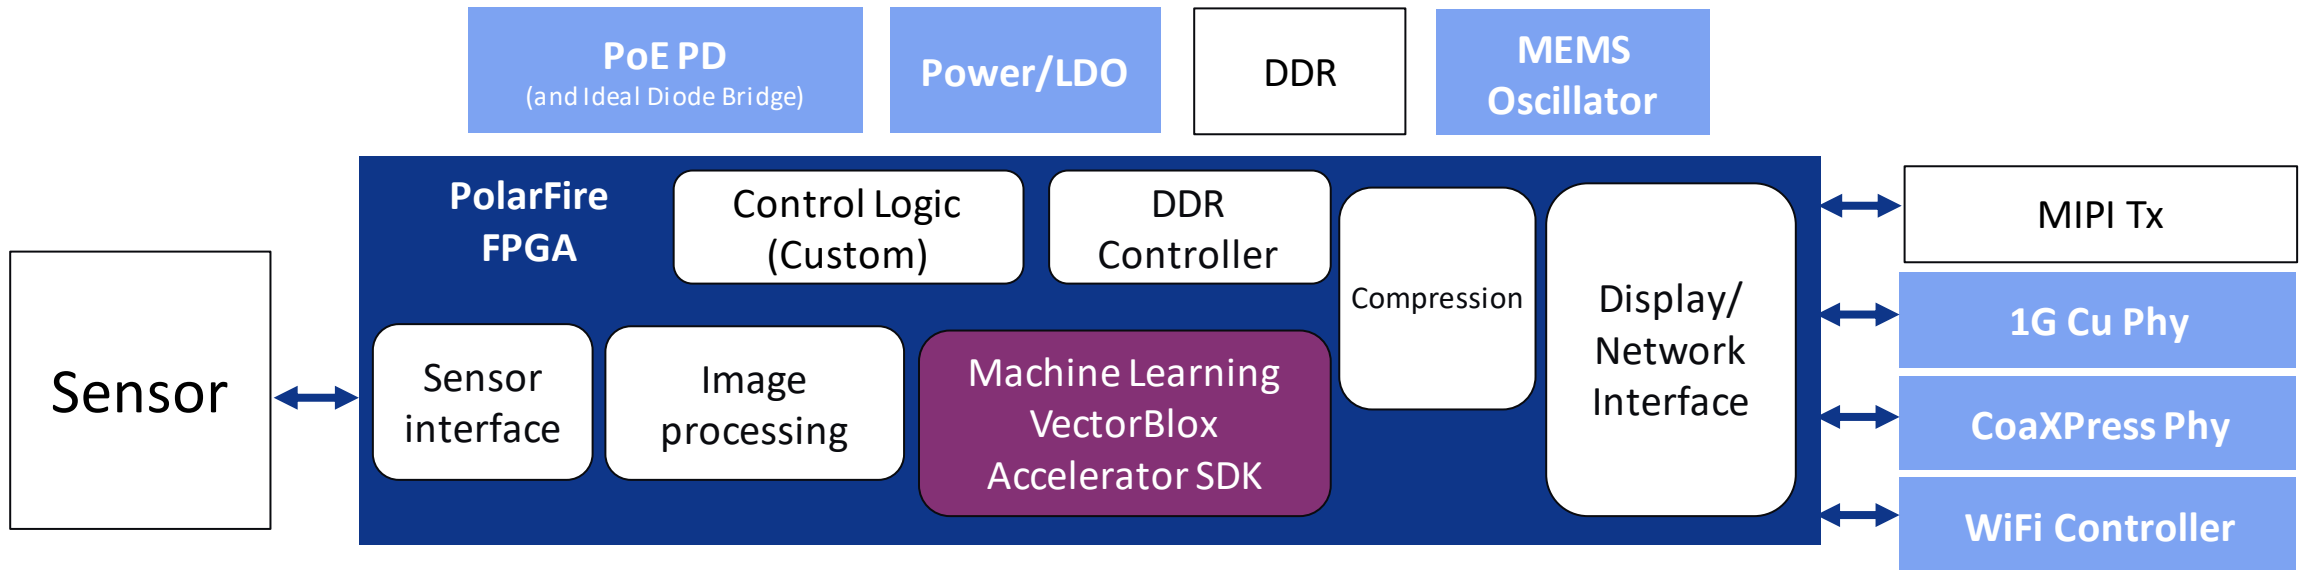 PoE PD
(and Ideal Diode Bridge)
Power/LDO
DDR
MEMS
Oscillator
PolarFire
FPGA
Control Logic
(Custom)
DDR
Controller
Compression
Display/
Network
Interface
Sensor
Sensor
interface
Image
processing
Machine Learning
VectorBlox
Accelerator SDK
MIPI Tx
1G Cu Phy
CoaXPress Phy
WiFi Controller